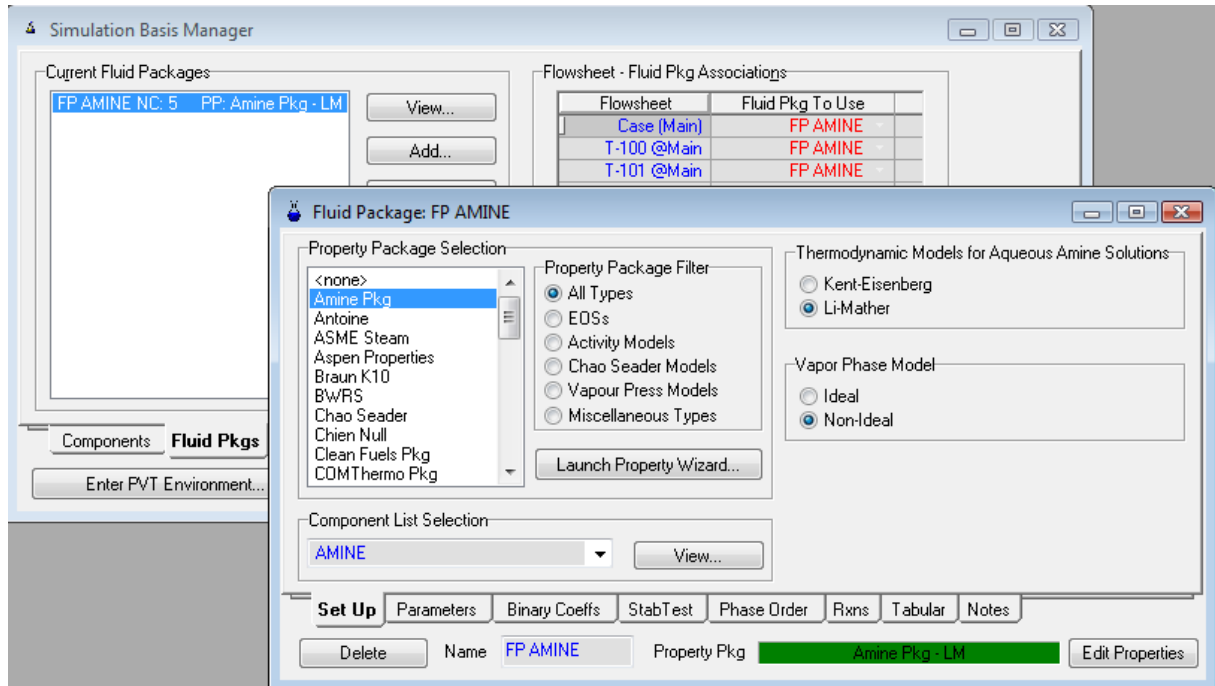 Simulation Basis Manager
Current Fluid Packages
FP AMINE NC: 5 PP: Amine Pkg - LM
View...
Add...
Flowsheet - Fluid Pkg Associations
Flowsheet Fluid Pkg To Use
Case (Main) FP AMINE
T-100 @Main FP AMINE
T-101 @Main FP AMINE
Components Fluid Pkgs
Enter PVT Environment...
Fluid Package: FP AMINE
Property Package Selection
<none>
Amine Pkg
Antoine
ASME Steam
Aspen Properties
Braun K10
BWRS
Chao Seader
Chien Null
Clean Fuels Pkg
COMThermo Pkg
Property Package Filter
All Types
EOSs
Activity Models
Chao Seader Models
Vapour Press Models
Miscellaneous Types
Launch Property Wizard...
Thermodynamic Models for Aqueous Amine Solutions
Kent-Eisenberg
Li-Mather
Vapor Phase Model
Ideal
Non-Ideal
Component List Selection
AMINE
View...
Set Up Parameters Binary Coeffs StabTest Phase Order Rxns Tabular Notes
Delete Name FP AMINE Property Pkg Amine Pkg - LM Edit Properties